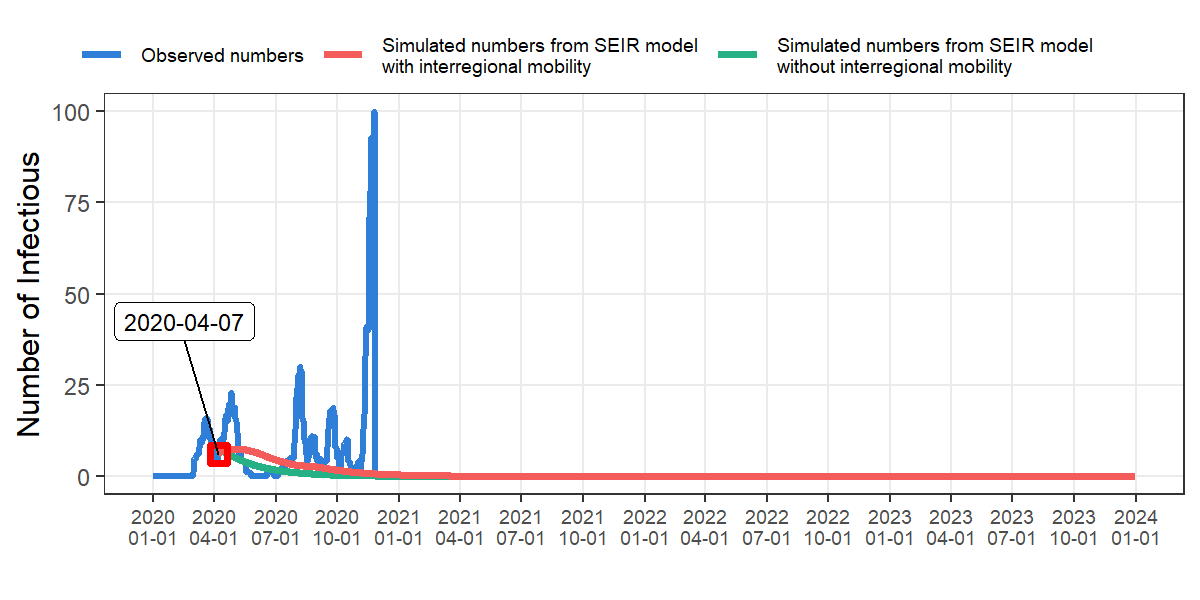 Observed numbers
Simulated numbers from SEIR model
with interregional mobility
Simulated numbers from SEIR model
without interregional mobility
Number of Infectious
100
75
50
25
0
2020-04-07
2020 2020 2020 2020 2021 2021 2021 2021 2022 2022 2022 2022 2023 2023 2023 2023 2024
01-01 04-01 07-01 10-01 01-01 04-01 07-01 10-01 01-01 04-01 07-01 10-01 01-01 04-01 07-01 10-01 01-01